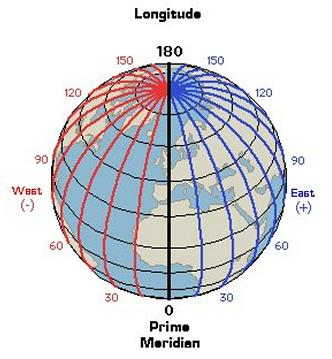 Longitude
180
150 150
120 120
90 90
West East
(-) (+)
60 60
30 30
0
Prime
Meridian